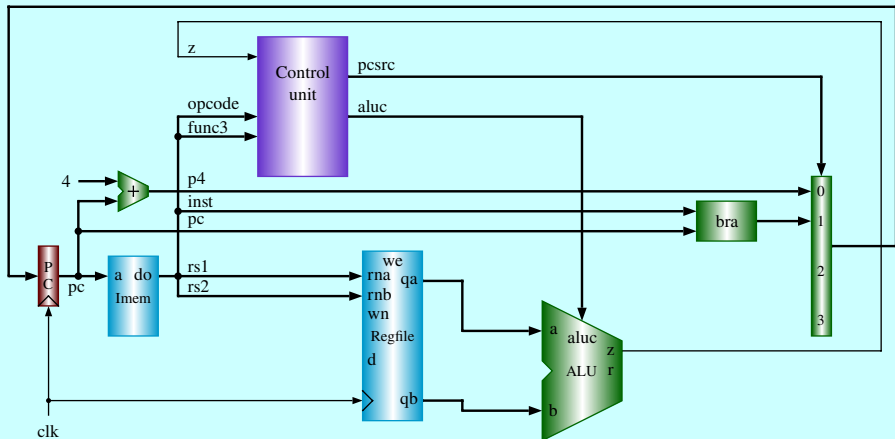 z
Control
unit
pcsrc
opcode
aluc
func3
4
+
p4
0
inst
pc
bra
1
P
C
pc
a do
Imem
rs1
rs2
we
rna
qa
rnb
wn
Regfile
d
qb
a
aluc
z
ALU
r
b
2
3
clk